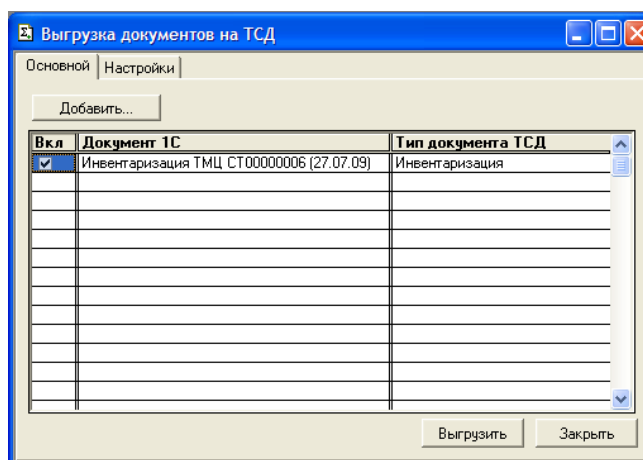 Выгрузка документов на ТСД
Основной Настройки
Добавить...
Вкл Документ 1С Тип документа ТСД
Инвентаризация ТМЦ СТ00000006 (27.07.09) Инвентаризация
Выгрузить Закрыть